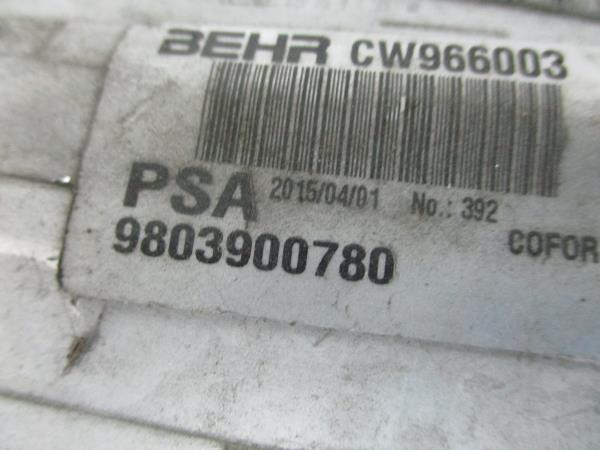 BEHR CW966003
PSA 2015/04/01 No.: 392
9803900780
COFOR